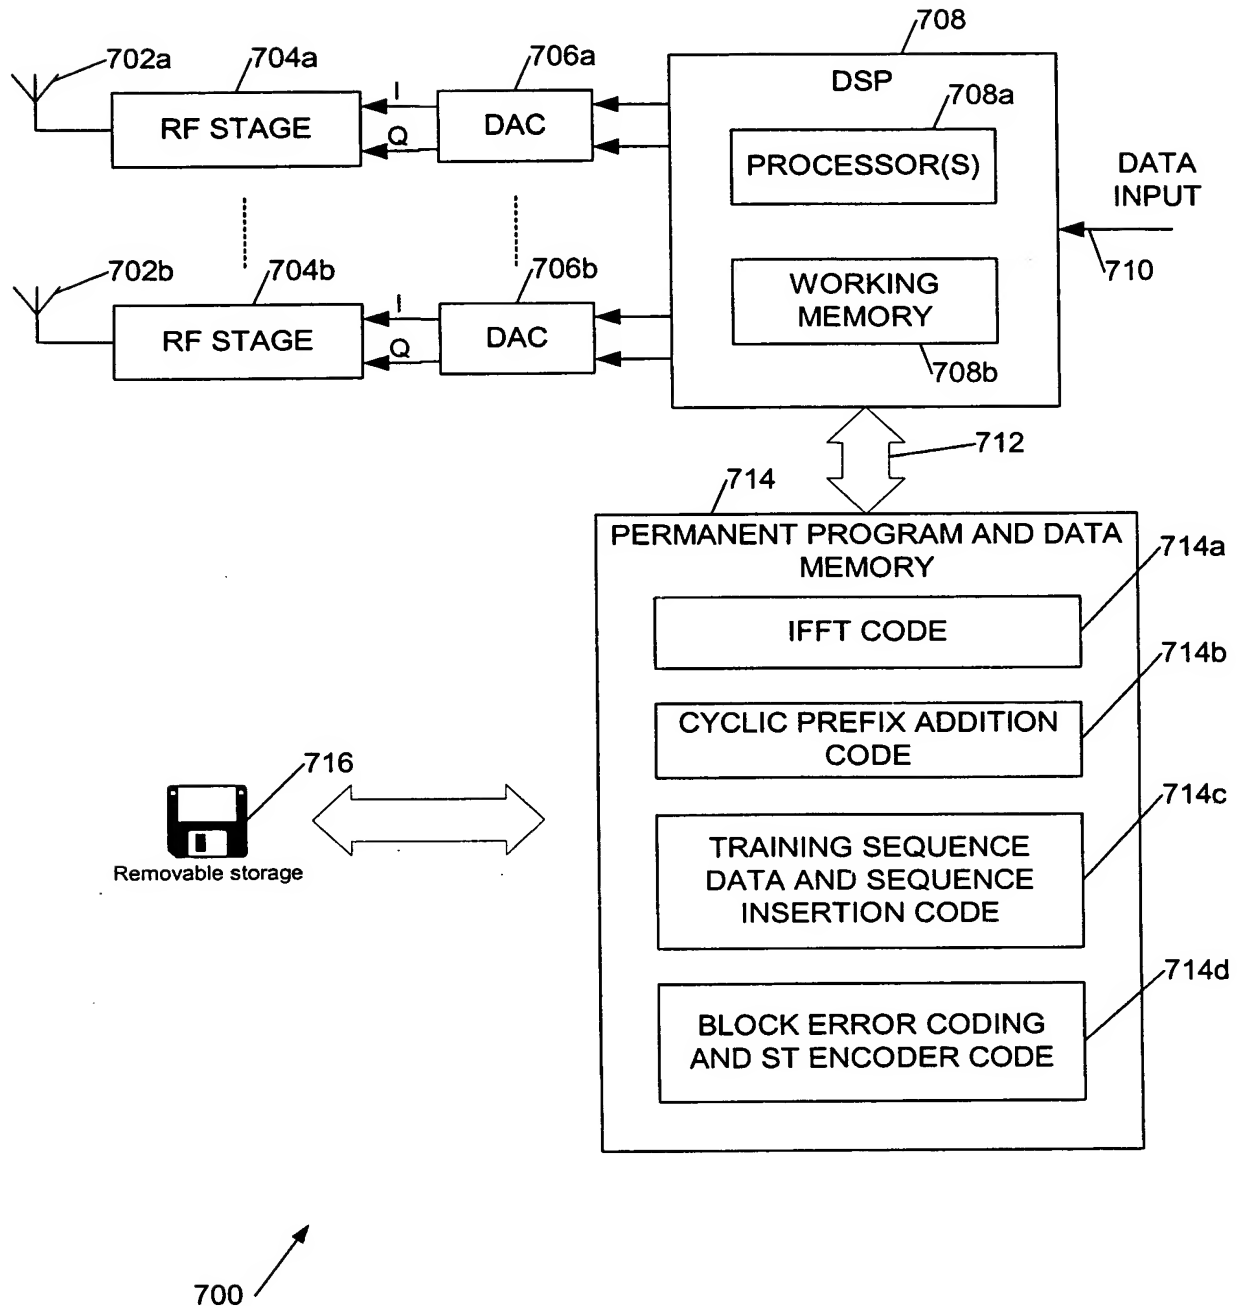 708
702a
704a
706a
DSP
I
RF STAGE
DAC
708a
Q
PROCESSOR(S)
DATA
INPUT
702b
704b
706b
710
I
WORKING
MEMORY
RF STAGE
DAC
Q
708b
712
714
PERMANENT PROGRAM AND DATA
MEMORY
714a
IFFT CODE
714b
CYCLIC PREFIX ADDITION
CODE
716
Removable storage
714c
TRAINING SEQUENCE
DATA AND SEQUENCE
INSERTION CODE
714d
BLOCK ERROR CODING
AND ST ENCODER CODE
700